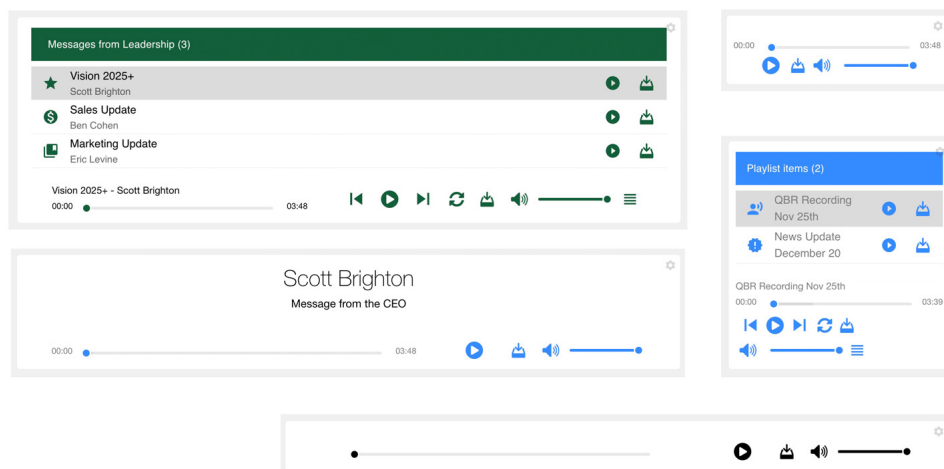 Messages from Leadership (3)
Vision 2025+
Scott Brighton
Sales Update
Ben Cohen
Marketing Update
Eric Levine
Vision 2025+ - Scott Brighton
00:00
03:48
00:00
03:48
Playlist items (2)
QBR Recording
Nov 25th
News Update
December 20
QBR Recording Nov 25th
00:00
03:39
Scott Brighton
Message from the CEO
00:00
03:48